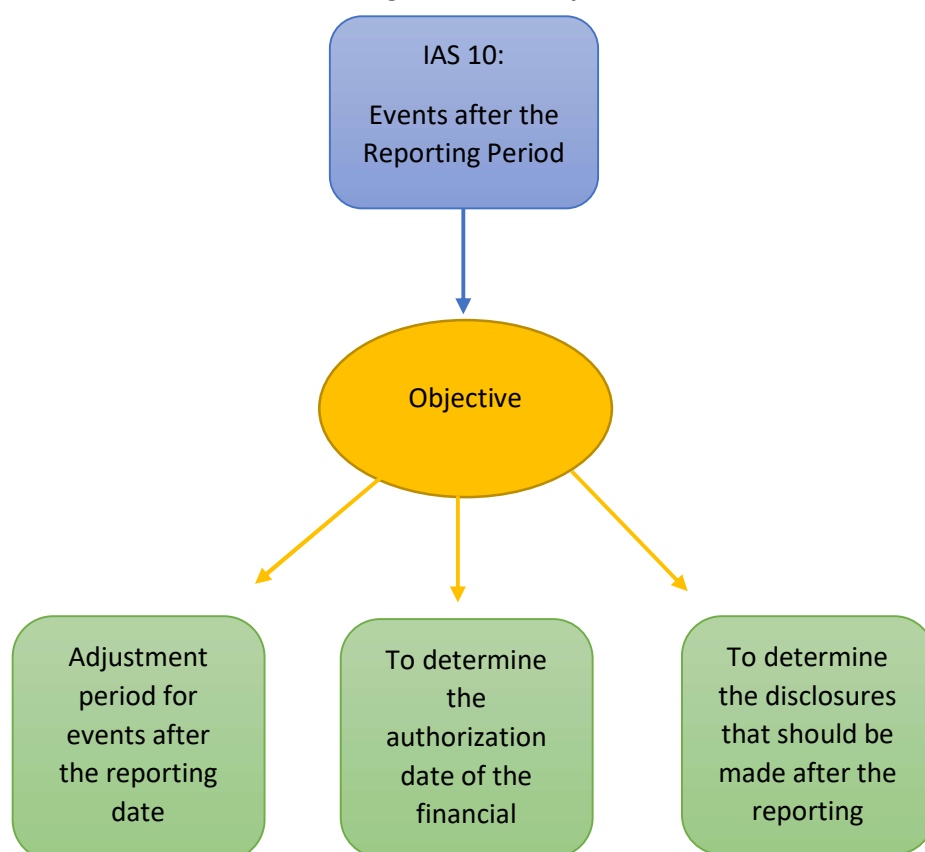 IAS 10:
Events after the
Reporting Period
Objective
Adjustment
period for
events after
the reporting
date
To determine
the
authorization
date of the
financial
To determine
the disclosures
that should be
made after the
reporting